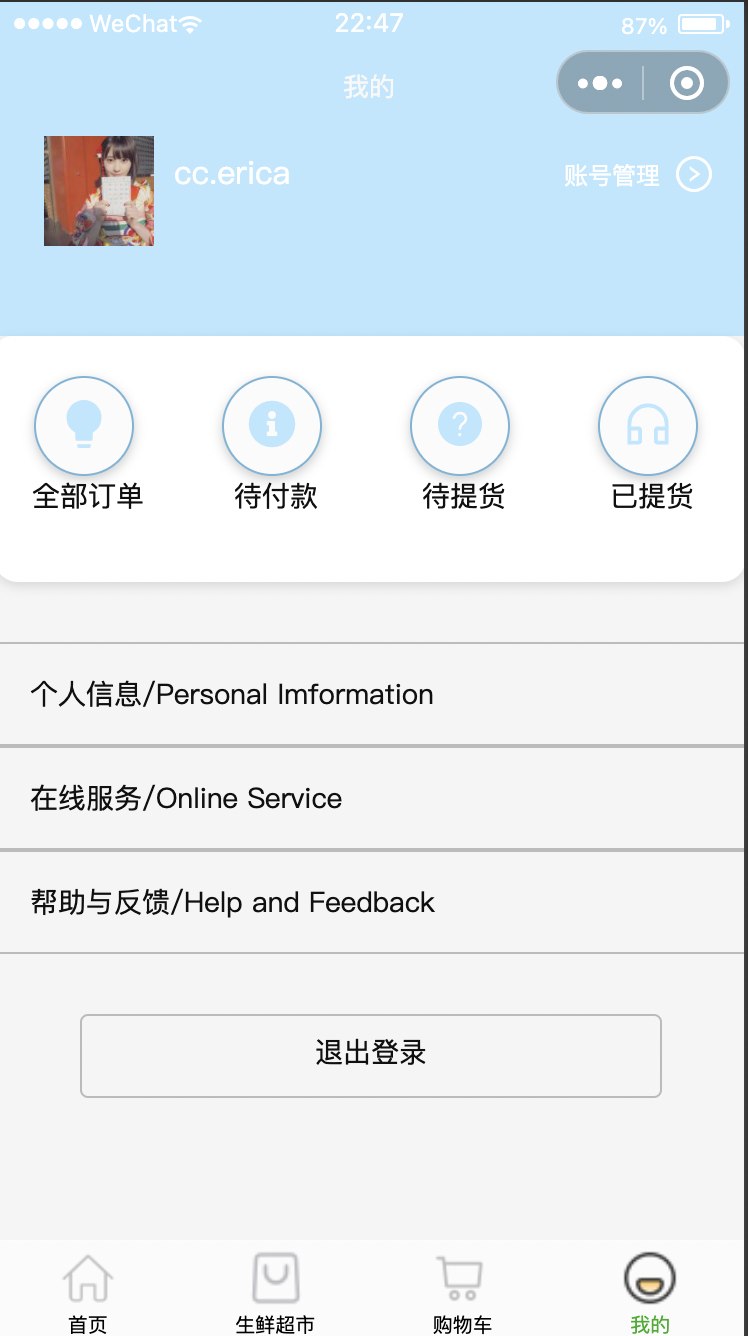 WeChat 22:47 87%
我的
cc.erica 账号管理
全部订单 待付款 待提货 已提货
个人信息/Personal Imformation
在线服务/Online Service
帮助与反馈/Help and Feedback
退出登录
首页 生鲜超市 购物车 我的